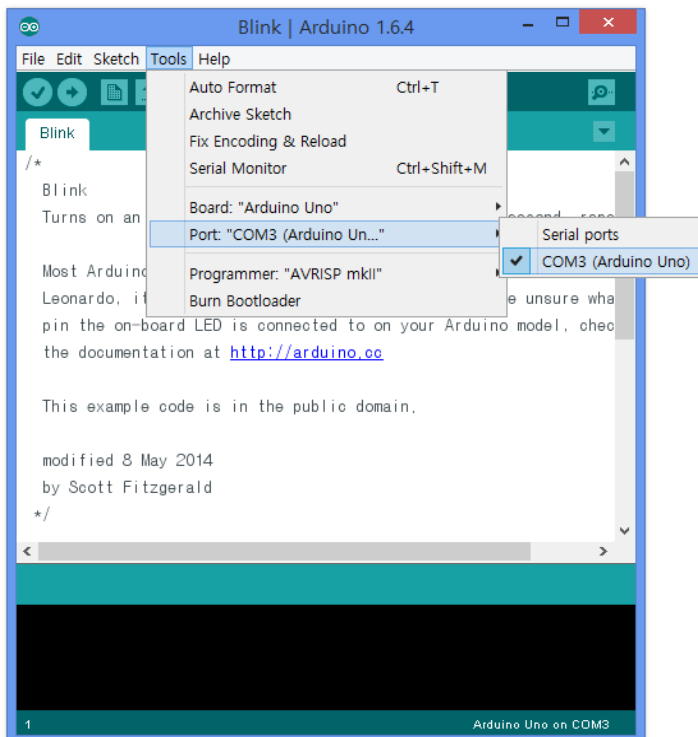 Blink | Arduino 1.6.4
File Edit Sketch Tools Help
Auto Format Ctrl+T
Archive Sketch
Fix Encoding & Reload
Serial Monitor Ctrl+Shift+M
Board: "Arduino Uno"
Port: "COM3 (Arduino Un..."
Programmer: "AVRISP mkII"
Burn Bootloader
Serial ports
COM3 (Arduino Uno)
Blink
/*
Blink
Turns on an
Most Arduino
Leonardo, it e unsure wha
pin the on-board LED is connected to on your Arduino model, chec
the documentation at http://arduino.cc
This example code is in the public domain.
modified 8 May 2014
by Scott Fitzgerald
*/
1 Arduino Uno on COM3